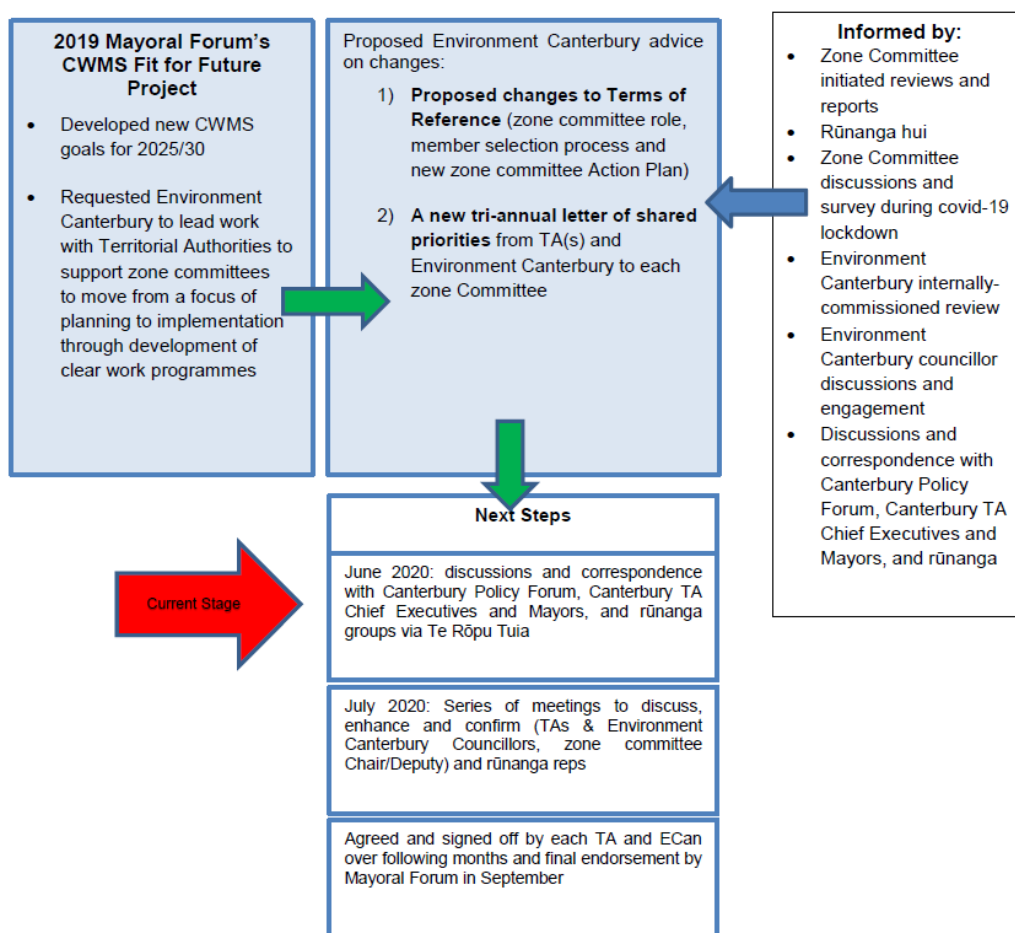 2019 Mayoral Forum's
CWMS Fit for Future
Project
• Developed new CWMS
goals for 2025/30
• Requested Environment
Canterbury to lead work
with Territorial Authorities to
support zone committees
to move from a focus of
planning to implementation
through development of
clear work programmes
Proposed Environment Canterbury advice
on changes:
1) Proposed changes to Terms of
Reference (zone committee role,
member selection process and
new zone committee Action Plan)
2) A new tri-annual letter of shared
priorities from TA(s) and
Environment Canterbury to each
zone Committee
Informed by:
• Zone Committee
initiated reviews and
reports
• Rūnanga hui
• Zone Committee
discussions and
survey during covid-19
lockdown
• Environment
Canterbury internally-
commissioned review
• Environment
Canterbury councillor
discussions and
engagement
• Discussions and
correspondence with
Canterbury Policy
Forum, Canterbury TA
Chief Executives and
Mayors, and rūnanga
Next Steps
Current Stage
June 2020: discussions and correspondence
with Canterbury Policy Forum, Canterbury TA
Chief Executives and Mayors, and rūnanga
groups via Te Rōpu Tuia
July 2020: Series of meetings to discuss,
enhance and confirm (TAs & Environment
Canterbury Councillors, zone committee
Chair/Deputy) and rūnanga reps
Agreed and signed off by each TA and ECan
over following months and final endorsement by
Mayoral Forum in September